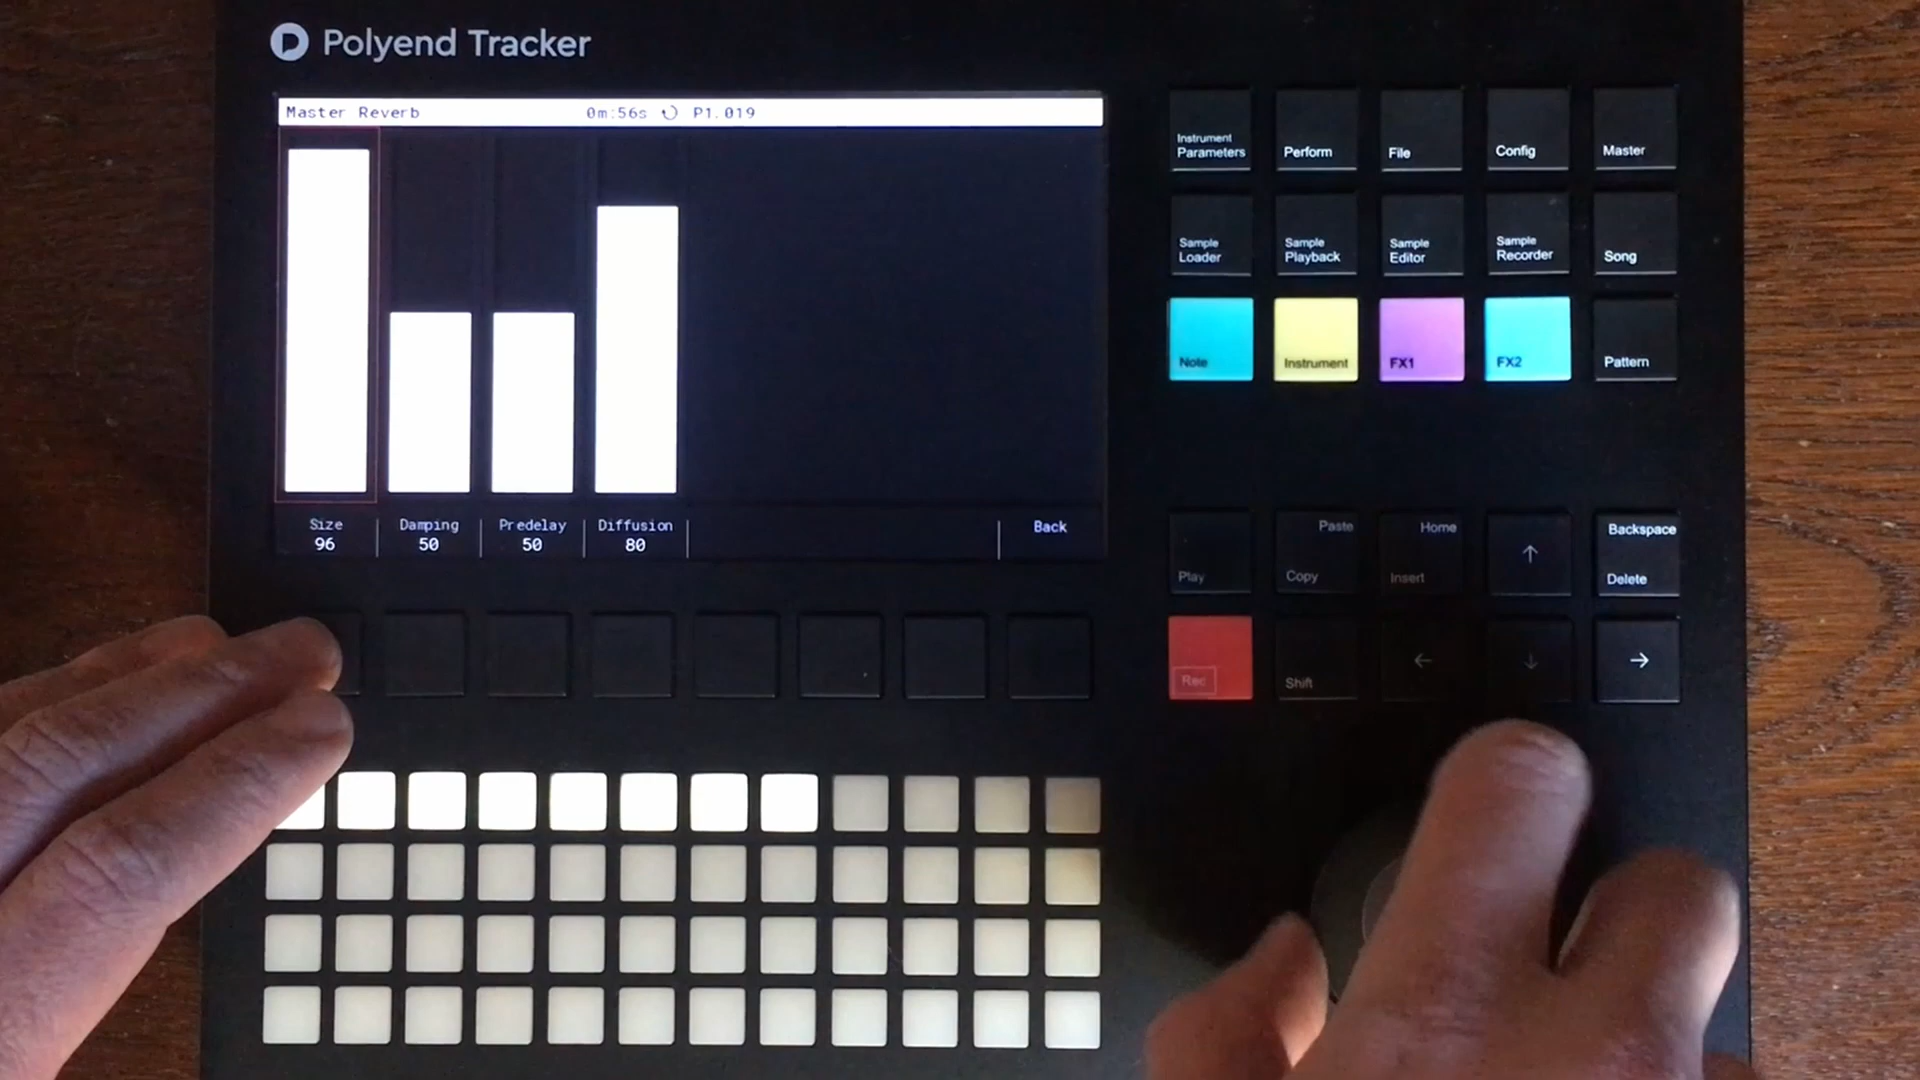 Polyend Tracker
Master Reverb 0m:56s P1.019
Size Damping Predelay Diffusion Back
96 50 50 80
Instrument Parameters Perform File Config Master
Sample Loader Sample Playback Sample Editor Sample Recorder Song
Note Instrument FX1 FX2 Pattern
Paste Home Backspace
Play Copy Insert Delete
Rec Shift